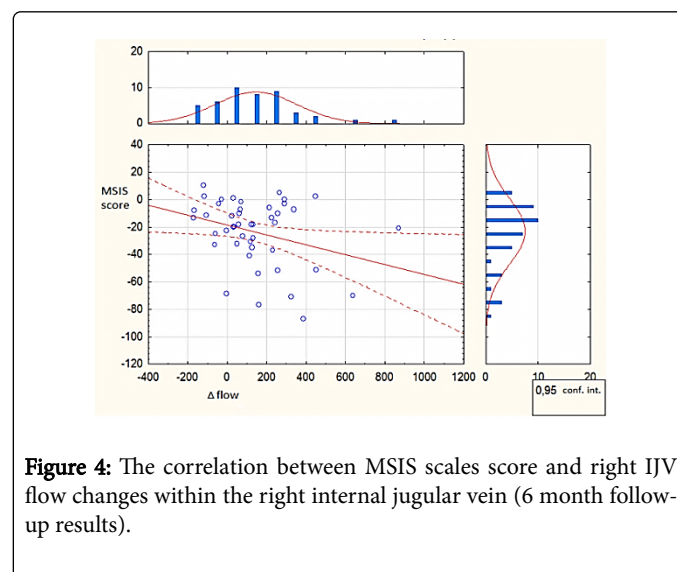 20
10
0
40
20
0
-20
-40
-60
-80
-100
-120
MSIS
score
-400 -200 0 200 400 600 800 1000 1200
Δ flow
0 10 20
0,95 conf. int.
Figure 4: The correlation between MSIS scales score and right IJV
flow changes within the right internal jugular vein (6 month follow-
up results).